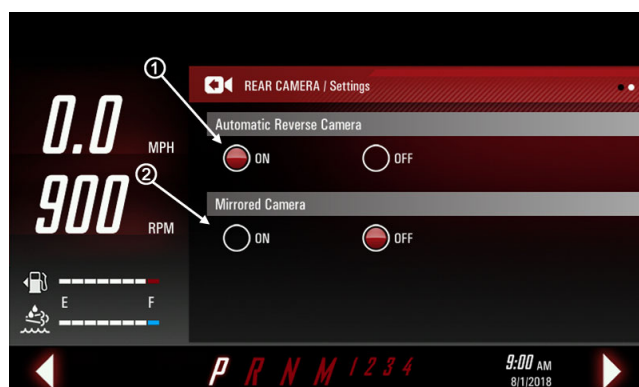 1
REAR CAMERA / Settings
0.0 MPH
Automatic Reverse Camera
ON OFF
2
900 RPM
Mirrored Camera
ON OFF
E F
P R N M 1 2 3 4
9:00 AM
8/1/2018